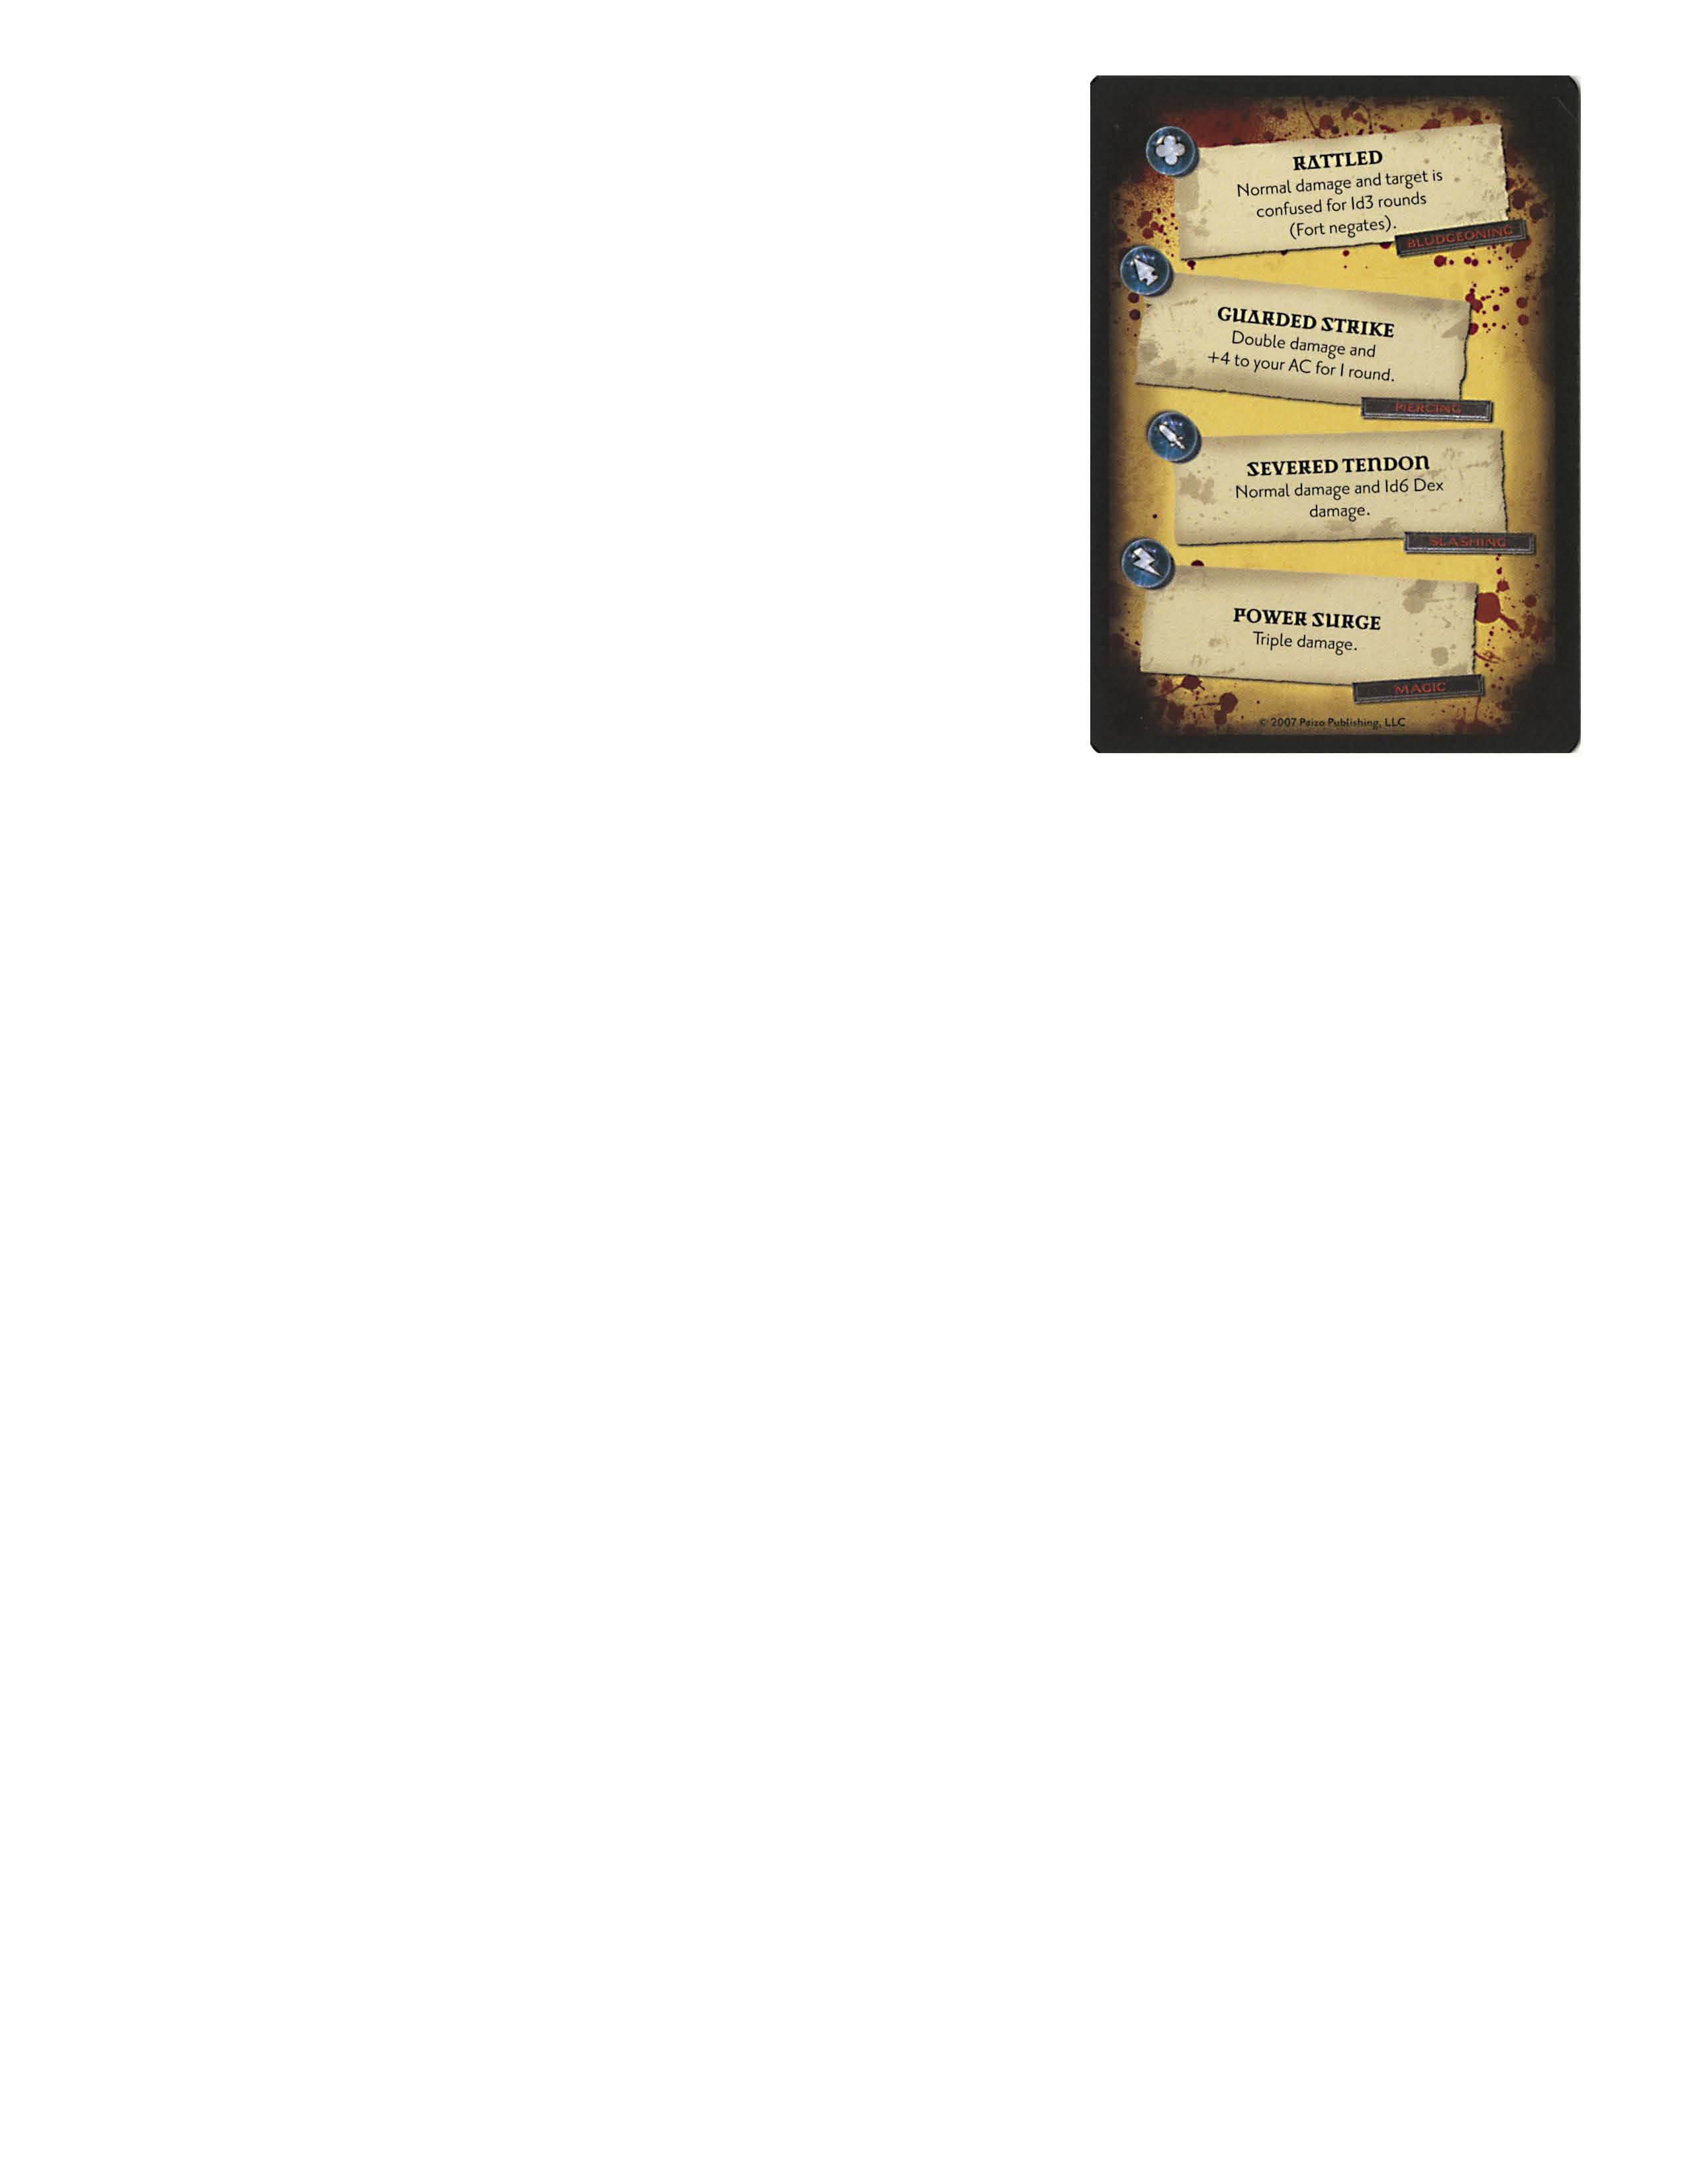 RATTLED
Normal damage and target is
confused for 1d3 rounds
(Fort negates).
BLUDGEONING
GUARDED STRIKE
Double damage and
+4 to your AC for 1 round.
PIERCING
SEVERED TENDON
Normal damage and 1d6 Dex
damage.
SLASHING
POWER SURGE
Triple damage.
MAGIC
© 2007 Paizo Publishing, LLC